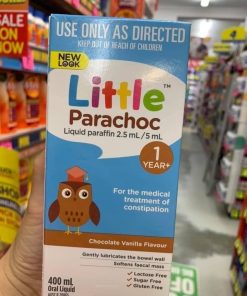 USE ONLY AS DIRECTED
KEEP OUT OF REACH OF CHILDREN
NEW
LOOK
Little™
Parachoc
Liquid paraffin 2.5 mL/5 mL
1
YEAR+
For the medical
treatment of
constipation
Chocolate Vanilla Flavour
Gently lubricates the bowel wall
Softens faecal mass
400 mL
Oral Liquid
Lactose Free
Sugar Free
Gluten Free